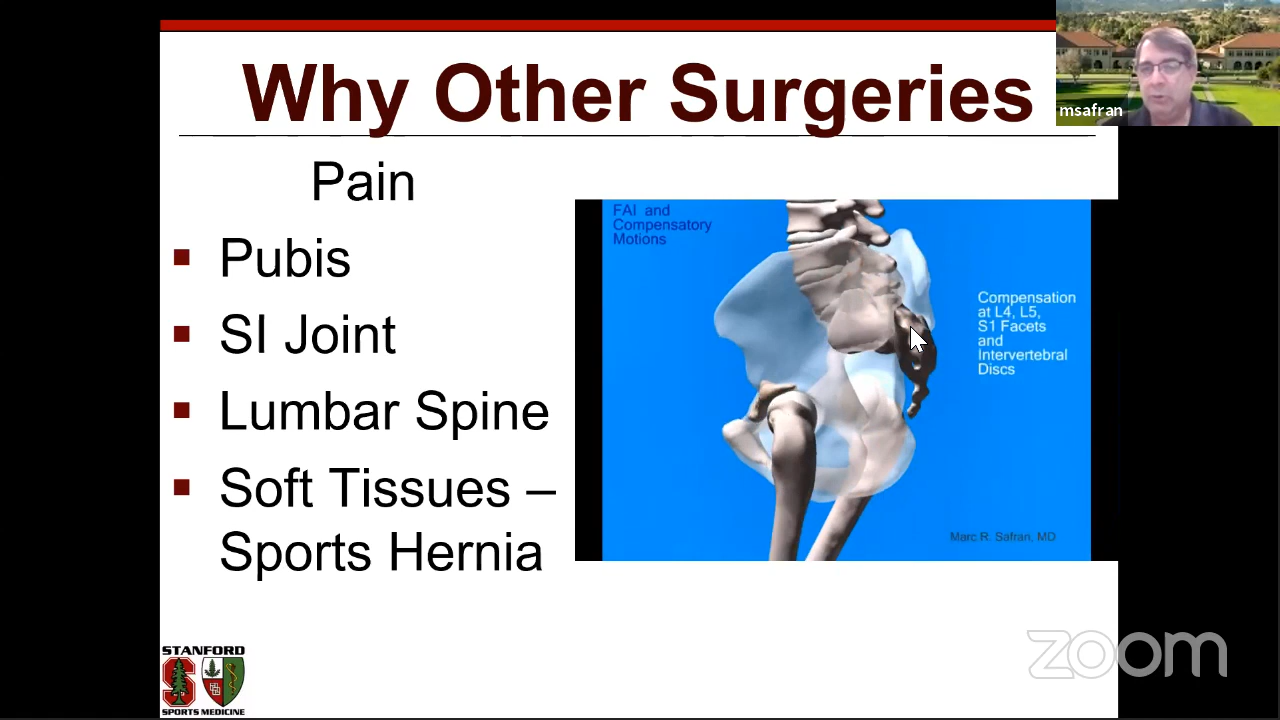 Why Other Surgeries
msafran
Pain
▪ Pubis
▪ SI Joint
▪ Lumbar Spine
▪ Soft Tissues –
Sports Hernia
FAI and
Compensatory
Motions
Compensation
at L4, L5,
S1 Facets
and
Intervertebral
Discs
Marc R. Safran, MD
STANFORD
S
SPORTS MEDICINE
zoom